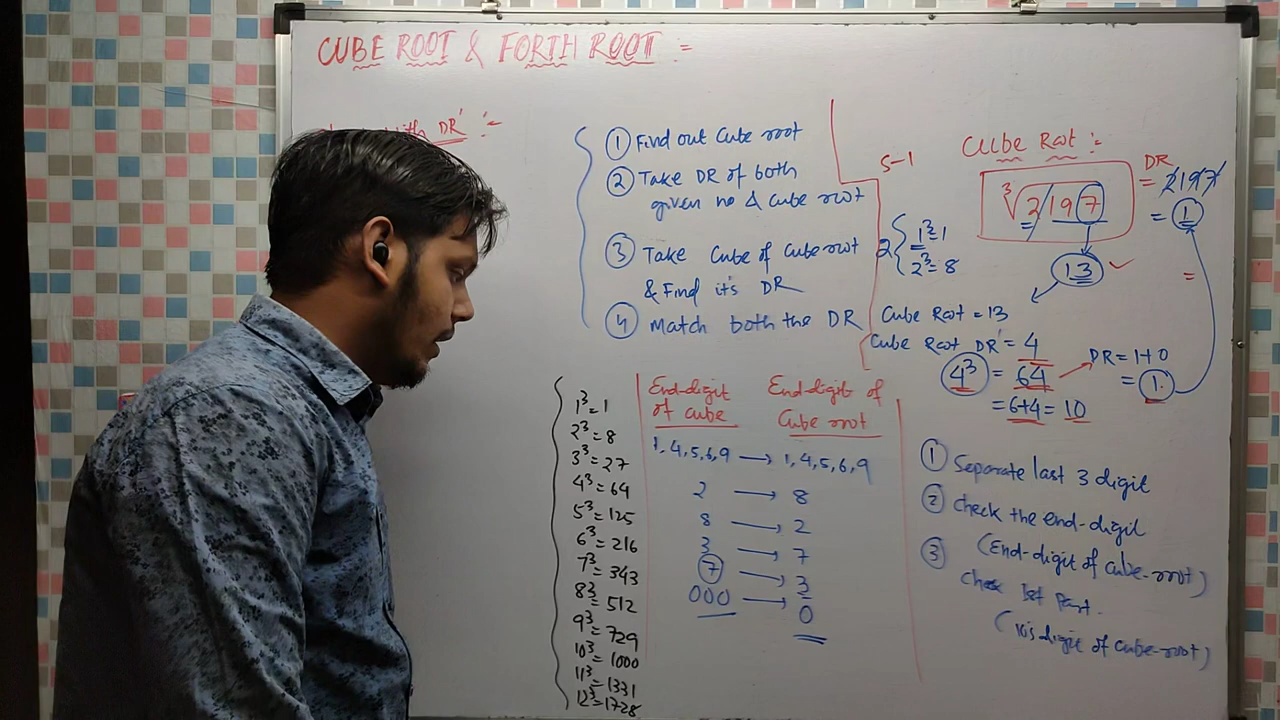 CUBE ROOT & FORTH ROOT =
with DR' :-
① Find out Cube root
② Take DR of both
given no & cube root
③ Take Cube of Cube root
& Find it's DR
④ Match both the DR
S-1
2 { 1³=1
2³=8
Cube Root :-
∛2/197
13 ✓
DR
= 2197
= ①
=
Cube Root = 13
Cube Root DR' = 4
4³ = 64
= 6+4 = 10
DR = 1+0
= ①
1³=1
2³=8
3³=27
4³=64
5³=125
6³=216
7³=343
8³=512
9³=729
10³=1000
11³=1331
12³=1728
End-digit
of cube
End-digit of
Cube root
1,4,5,6,9 → 1,4,5,6,9
2 → 8
8 → 2
3 → 7
7 → 3
000 → 0
① Separate last 3 digit
② check the end-digit
(End-digit of cube-root)
③ check 1st Part.
(10's digit of cube-root)